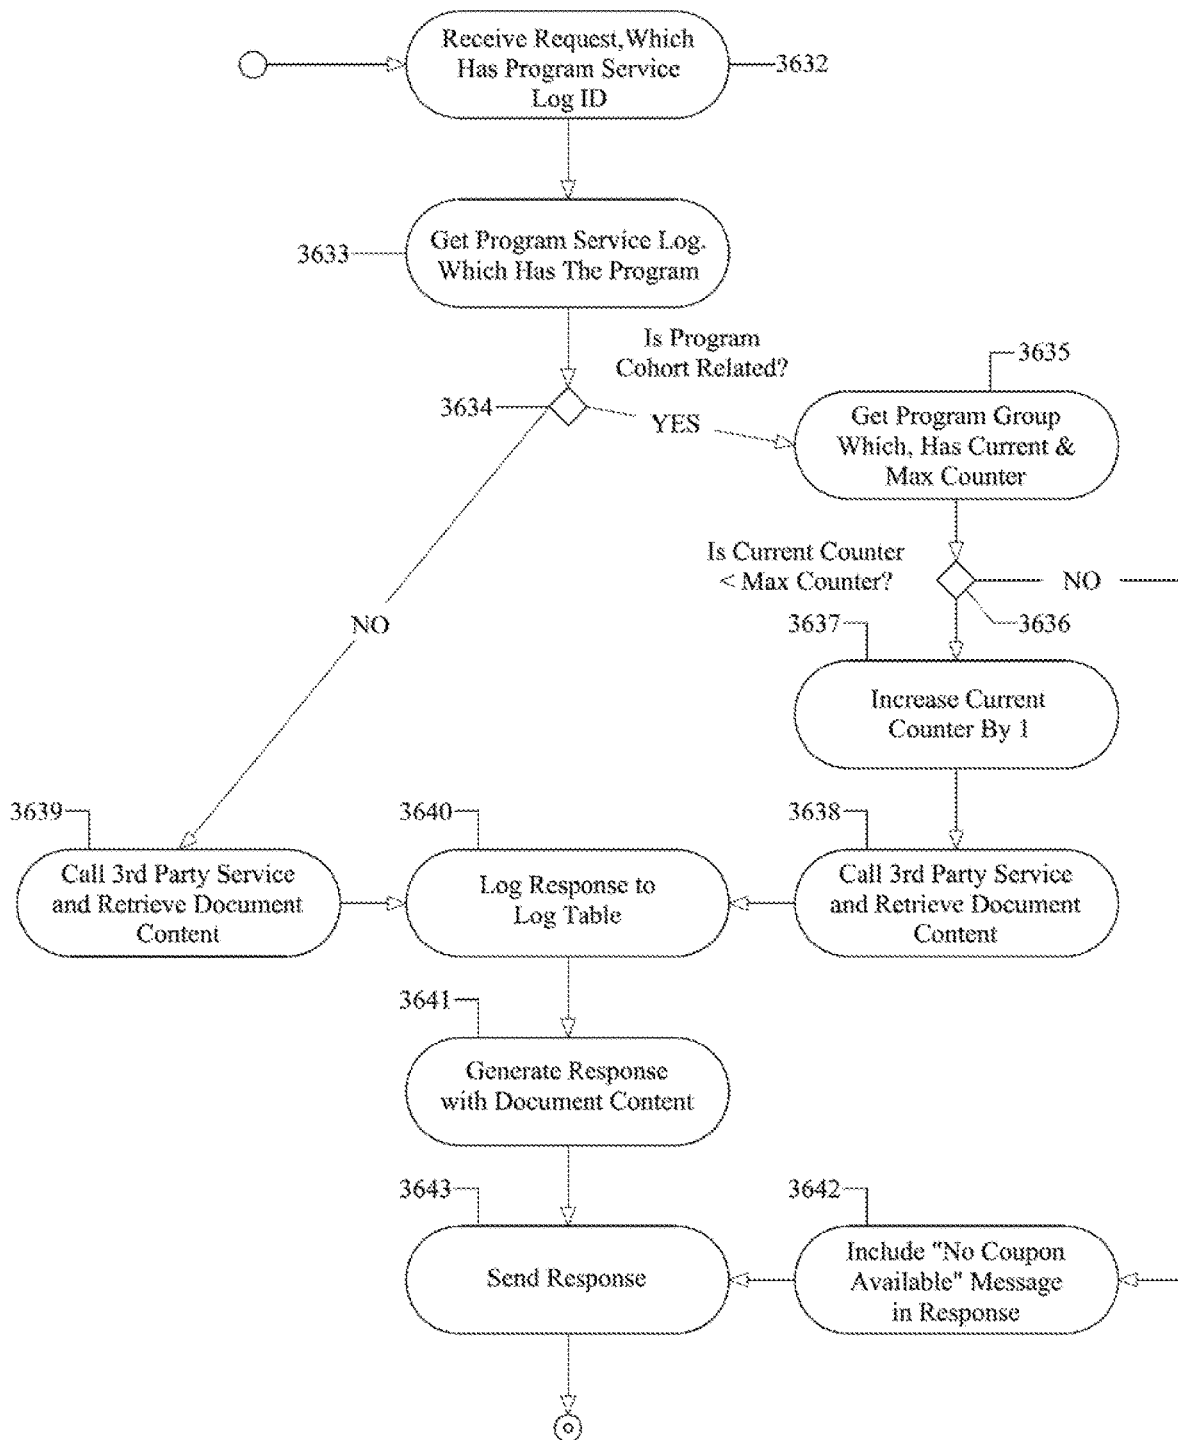 Receive Request,Which
Has Program Service
Log ID
3632
Get Program Service Log.
Which Has The Program
3633
Is Program
Cohort Related?
3634
YES
3635
Get Program Group
Which, Has Current &
Max Counter
Is Current Counter
< Max Counter?
NO
3636
NO
3637
Increase Current
Counter By 1
3639
Call 3rd Party Service
and Retrieve Document
Content
3640
Log Response to
Log Table
3638
Call 3rd Party Service
and Retrieve Document
Content
3641
Generate Response
with Document Content
3643
Send Response
3642
Include "No Coupon
Available" Message
in Response